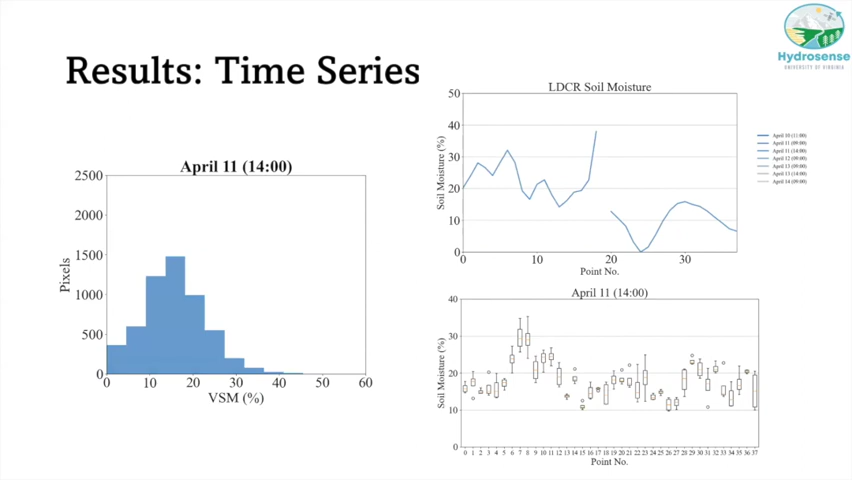 Hydrosense
UNIVERSITY OF VIRGINIA
Results: Time Series
April 11 (14:00)
2500
2000
1500
1000
500
0
Pixels
0 10 20 30 40 50 60
VSM (%)
LDCR Soil Moisture
50
40
30
20
10
0
Soil Moisture (%)
0 10 20 30
Point No.
April 10 (11:00)
April 11 (09:00)
April 11 (14:00)
April 12 (09:00)
April 13 (09:00)
April 13 (14:00)
April 14 (09:00)
April 11 (14:00)
40
30
20
10
0
Soil Moisture (%)
0 1 2 3 4 5 6 7 8 9 10 11 12 13 14 15 16 17 18 19 20 21 22 23 24 25 26 27 28 29 30 31 32 33 34 35 36 37
Point No.